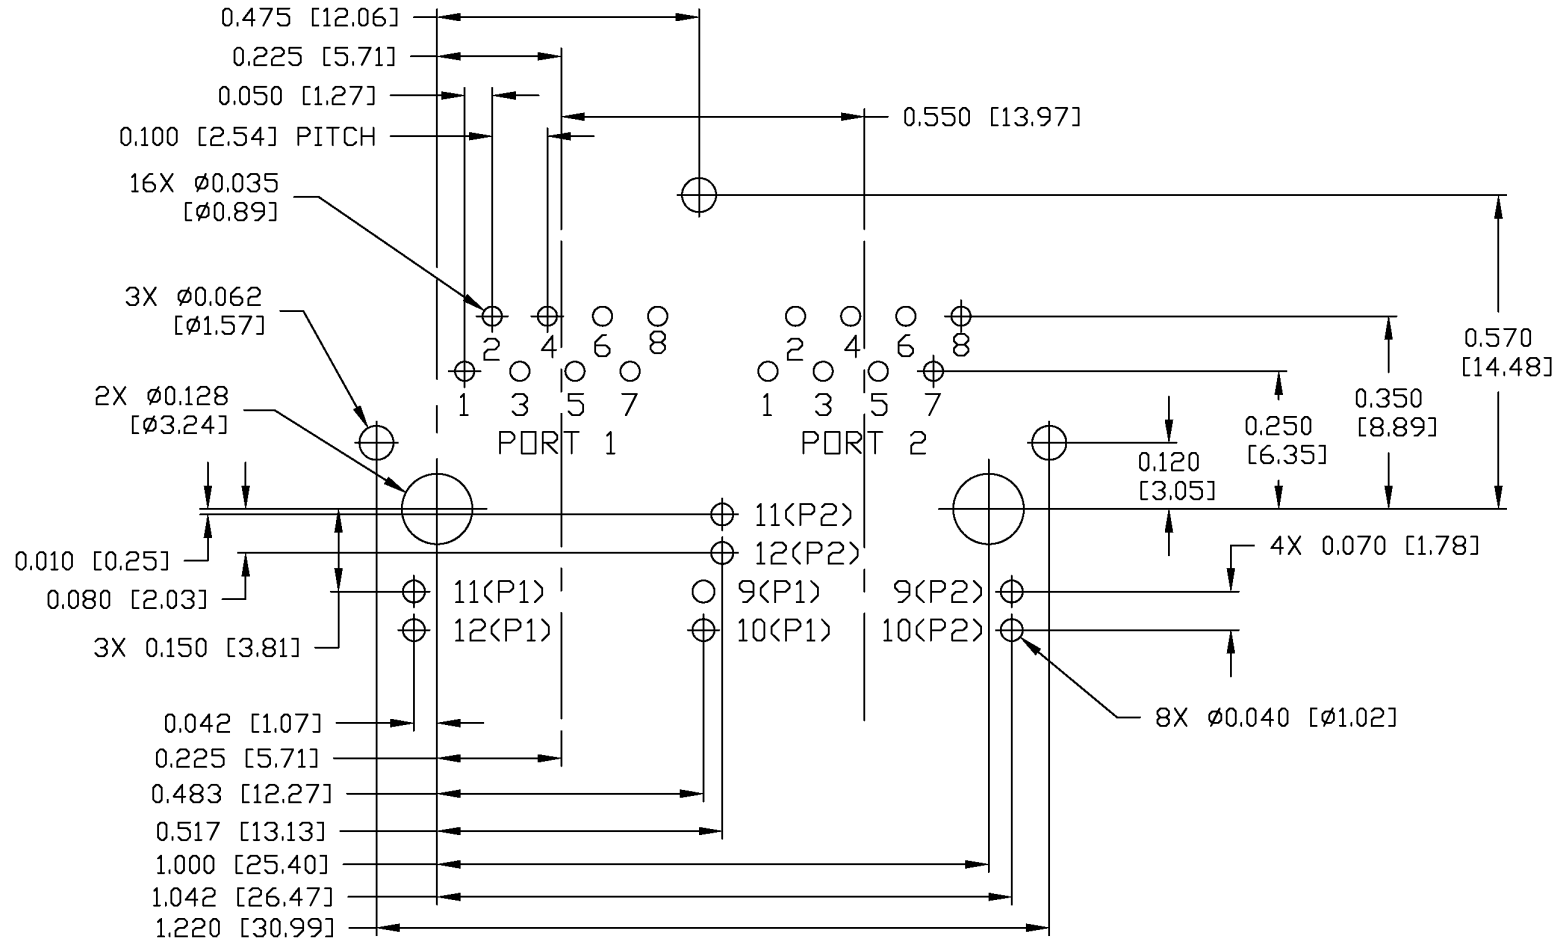 0.475 [12.06]
0.225 [5.71]
0.050 [1.27]
0.550 [13.97]
0.100 [2.54] PITCH
16X ø0.035
[ø0.89]
3X ø0.062
[ø1.57]
2 4 6 8
2 4 6 8
0.570
[14.48]
2X ø0.128
[ø3.24]
1 3 5 7
1 3 5 7
PORT 1
PORT 2
0.350
[8.89]
0.250
[6.35]
0.120
[3.05]
11(P2)
12(P2)
0.010 [0.25]
4X 0.070 [1.78]
0.080 [2.03]
11(P1)
9(P1)
9(P2)
12(P1)
10(P1)
10(P2)
3X 0.150 [3.81]
0.042 [1.07]
8X ø0.040 [ø1.02]
0.225 [5.71]
0.483 [12.27]
0.517 [13.13]
1.000 [25.40]
1.042 [26.47]
1.220 [30.99]